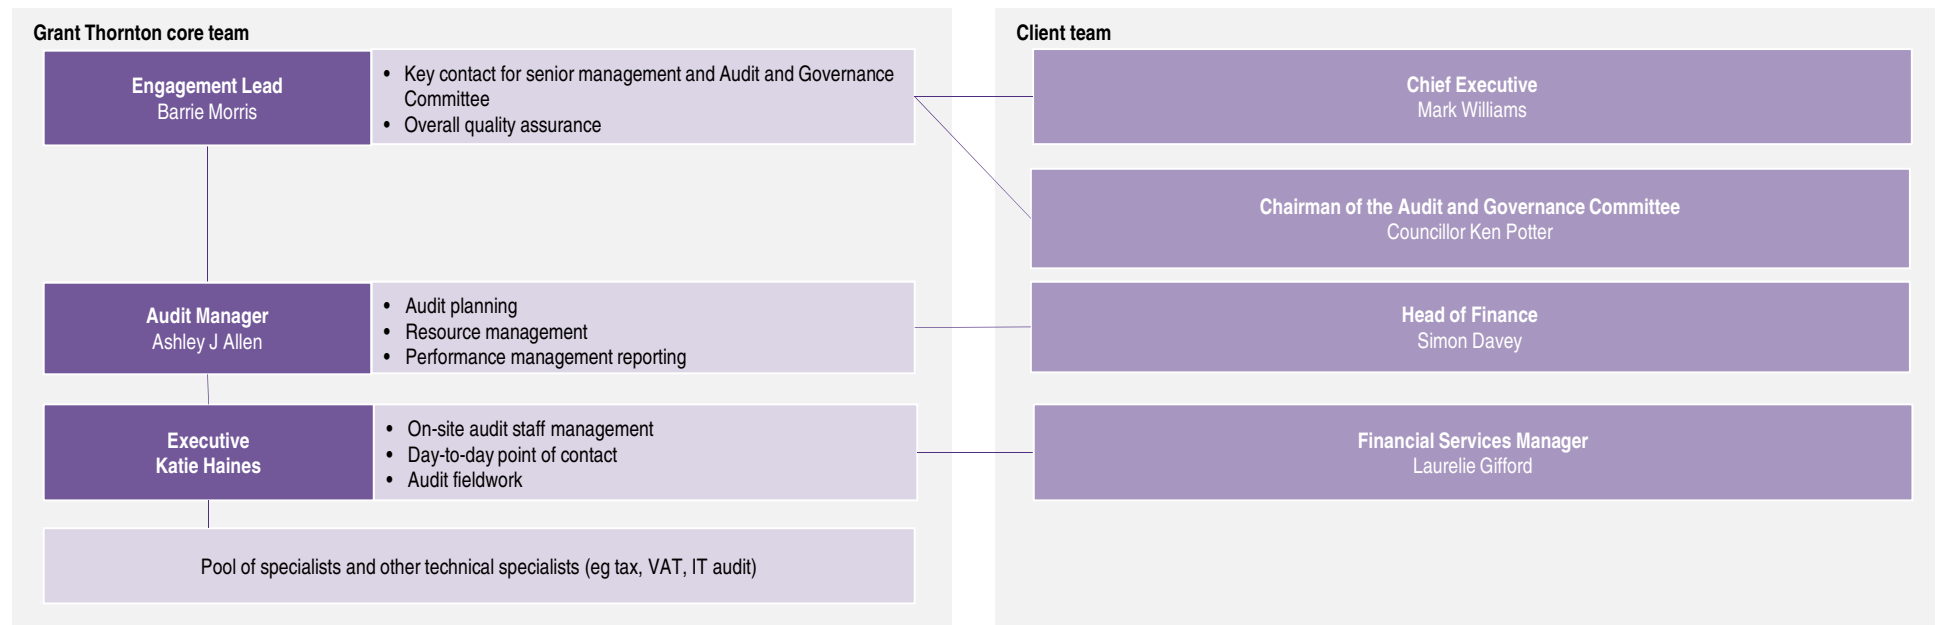 Grant Thornton core team
Engagement Lead
Barrie Morris
• Key contact for senior management and Audit and Governance
Committee
• Overall quality assurance
Audit Manager
Ashley J Allen
• Audit planning
• Resource management
• Performance management reporting
Executive
Katie Haines
• On-site audit staff management
• Day-to-day point of contact
• Audit fieldwork
Pool of specialists and other technical specialists (eg tax, VAT, IT audit)
Client team
Chief Executive
Mark Williams
Chairman of the Audit and Governance Committee
Councillor Ken Potter
Head of Finance
Simon Davey
Financial Services Manager
Laurelie Gifford